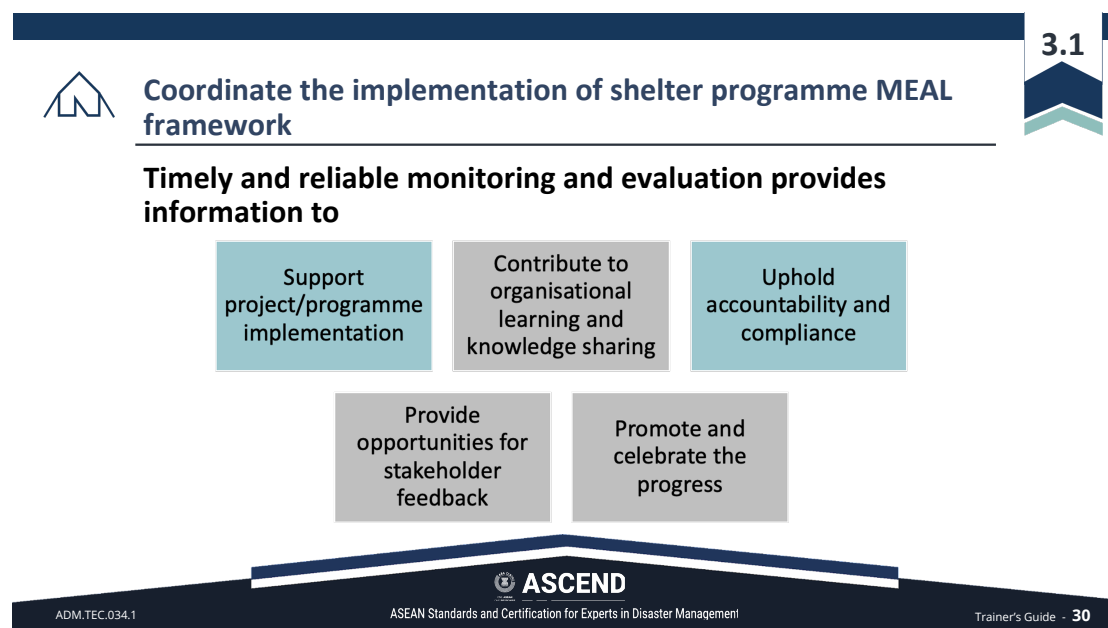 3.1
Coordinate the implementation of shelter programme MEAL
framework
Timely and reliable monitoring and evaluation provides
information to
Support
project/programme
implementation
Contribute to
organisational
learning and
knowledge sharing
Uphold
accountability and
compliance
Provide
opportunities for
stakeholder
feedback
Promote and
celebrate the
progress
ASCEND
ASEAN Standards and Certification for Experts in Disaster Management
ADM.TEC.034.1
Trainer's Guide - 30